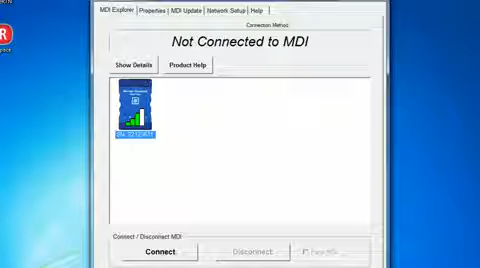 MDI Explorer Properties MDI Update Network Setup Help
Connection Method
Not Connected to MDI
Show Details Product Help
Connect / Disconnect MDI
Connect Disconnect